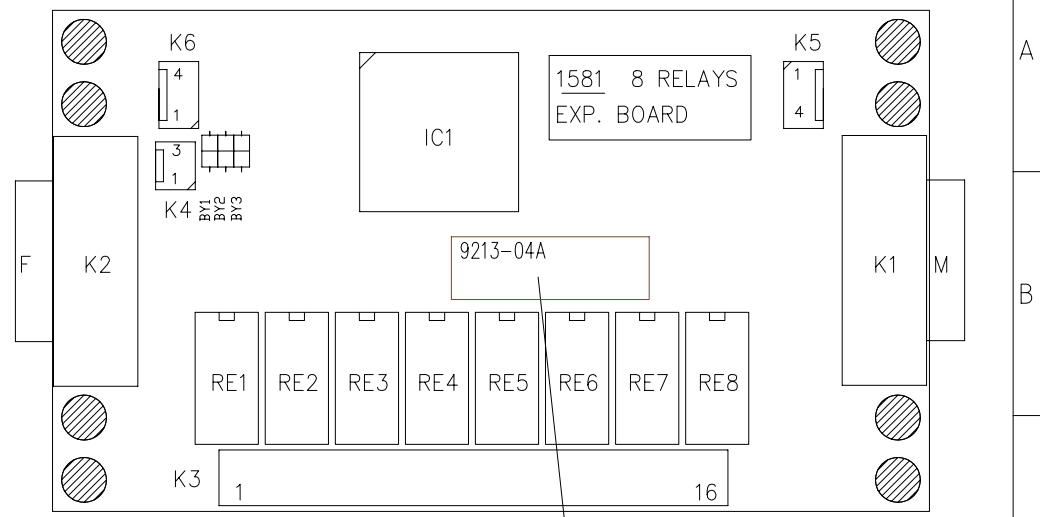 K6
K5
A
4
1
1
4
1581 8 RELAYS
EXP. BOARD
IC1
3
1
K4
BY1
BY2
BY3
9213-04A
F
K2
K1
M
B
RE1 RE2 RE3 RE4 RE5 RE6 RE7 RE8
K3
1
16